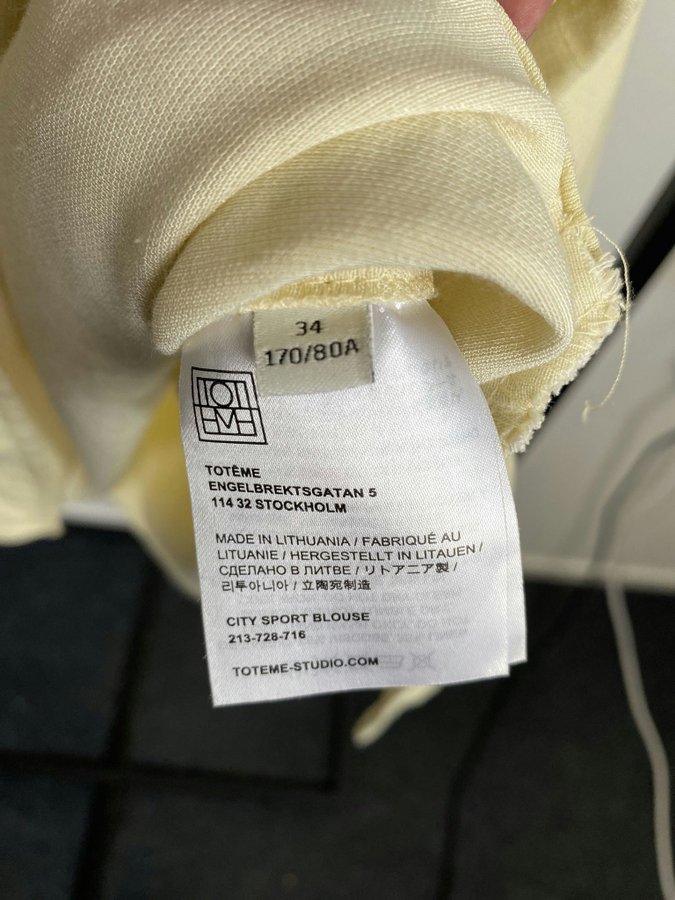 34
170/80A
TOTÊME
TOTÊME
ENGELBREKTSGATAN 5
114 32 STOCKHOLM
MADE IN LITHUANIA / FABRIQUÉ AU
LITUANIE / HERGESTELLT IN LITAUEN /
СДЕЛАНО В ЛИТВЕ / リトアニア製 /
리투아니아 / 立陶宛制造
CITY SPORT BLOUSE
213-728-716
TOTEME-STUDIO.COM